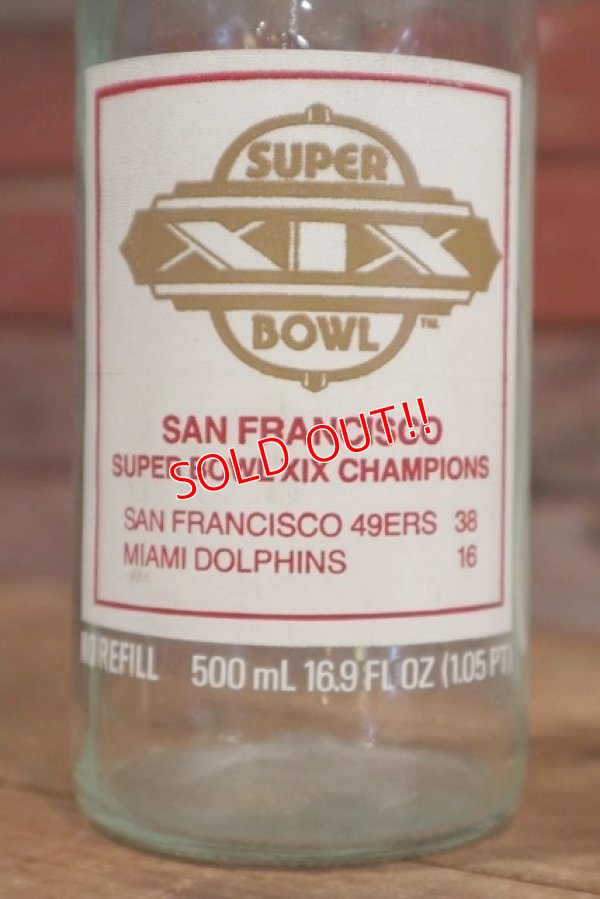 SUPER
XIX
BOWL
TM
SAN FRANCISCO
SUPER BOWL XIX CHAMPIONS
SOLD OUT!!
SAN FRANCISCO 49ERS 38
MIAMI DOLPHINS 16
NO REFILL 500 mL 16.9 FL OZ (1.05 PT)